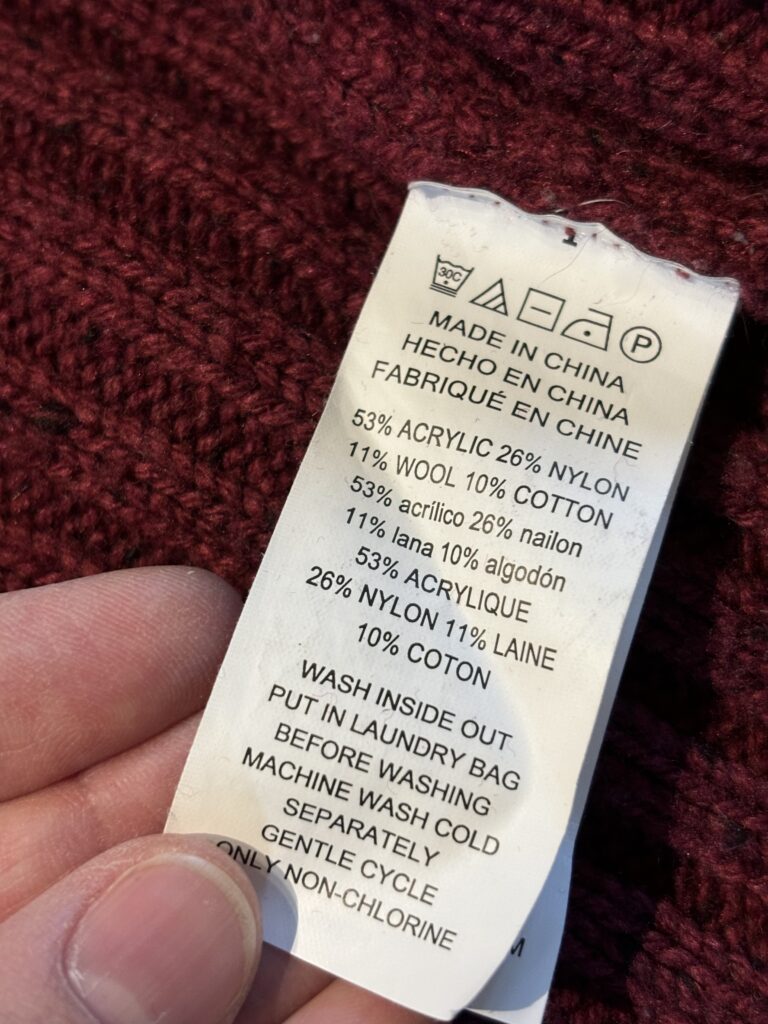 30C
P
MADE IN CHINA
HECHO EN CHINA
FABRIQUÉ EN CHINE
53% ACRYLIC 26% NYLON
11% WOOL 10% COTTON
53% acrílico 26% nailon
11% lana 10% algodón
53% ACRYLIQUE
26% NYLON 11% LAINE
10% COTON
WASH INSIDE OUT
PUT IN LAUNDRY BAG
BEFORE WASHING
MACHINE WASH COLD
SEPARATELY
GENTLE CYCLE
ONLY NON-CHLORINE
M